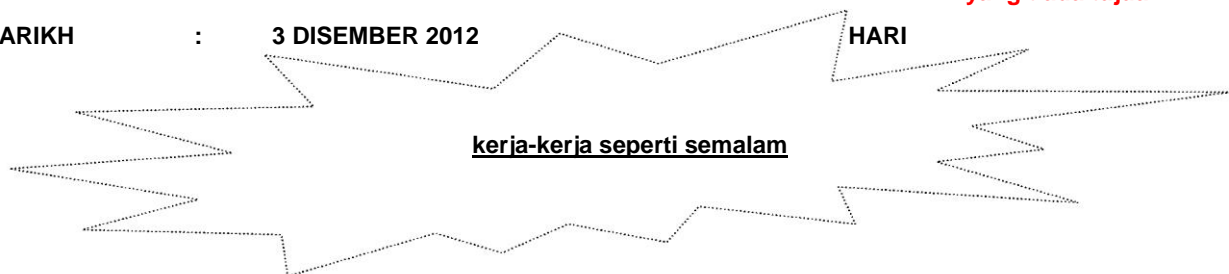 ARIKH : 3 DISEMBER 2012 HARI
kerja-kerja seperti semalam